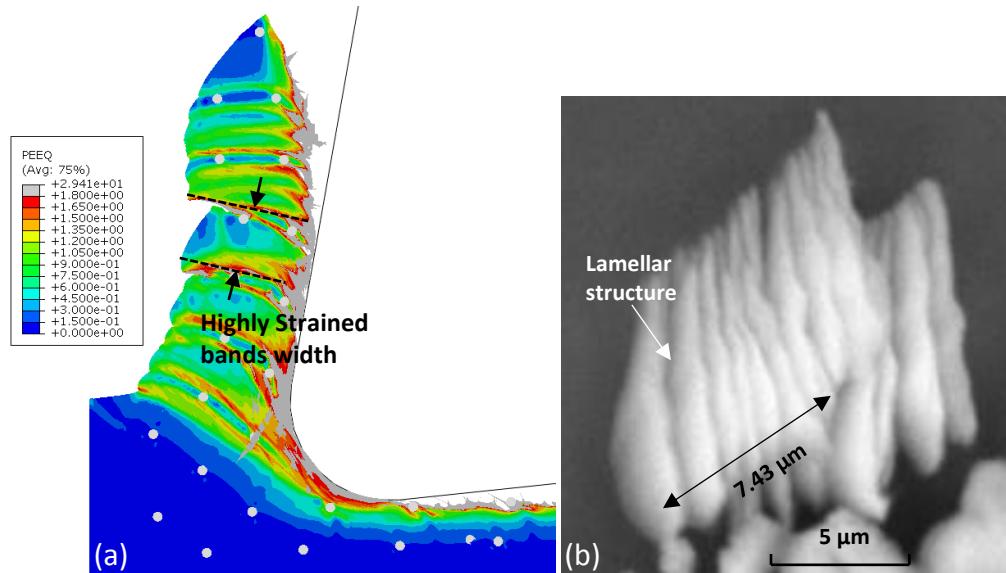 PEEQ
(Avg: 75%)
+2.941e+01
+1.800e+00
+1.650e+00
+1.500e+00
+1.350e+00
+1.200e+00
+1.050e+00
+9.000e-01
+7.500e-01
+6.000e-01
+4.500e-01
+3.000e-01
+1.500e-01
+0.000e+00
Highly Strained
bands width
(a)
Lamellar
structure
7.43 µm
5 µm
(b)